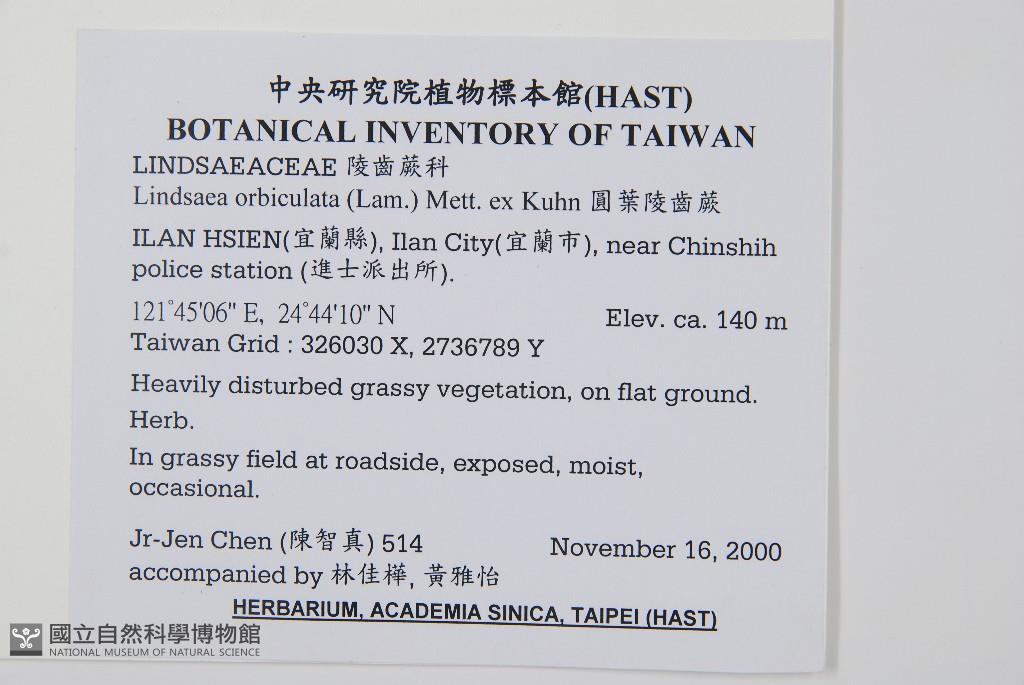 中央研究院植物標本館(HAST)
BOTANICAL INVENTORY OF TAIWAN
LINDSAEACEAE 陵齒蕨科
Lindsaea orbiculata (Lam.) Mett. ex Kuhn 圓葉陵齒蕨
ILAN HSIEN(宜蘭縣), Ilan City(宜蘭市), near Chinshih
police station (進士派出所).
121°45'06" E, 24°44'10" N Elev. ca. 140 m
Taiwan Grid : 326030 X, 2736789 Y
Heavily disturbed grassy vegetation, on flat ground.
Herb.
In grassy field at roadside, exposed, moist,
occasional.
Jr-Jen Chen (陳智真) 514 November 16, 2000
accompanied by 林佳樺, 黃雅怡
HERBARIUM, ACADEMIA SINICA, TAIPEI (HAST)
國立自然科學博物館
NATIONAL MUSEUM OF NATURAL SCIENCE